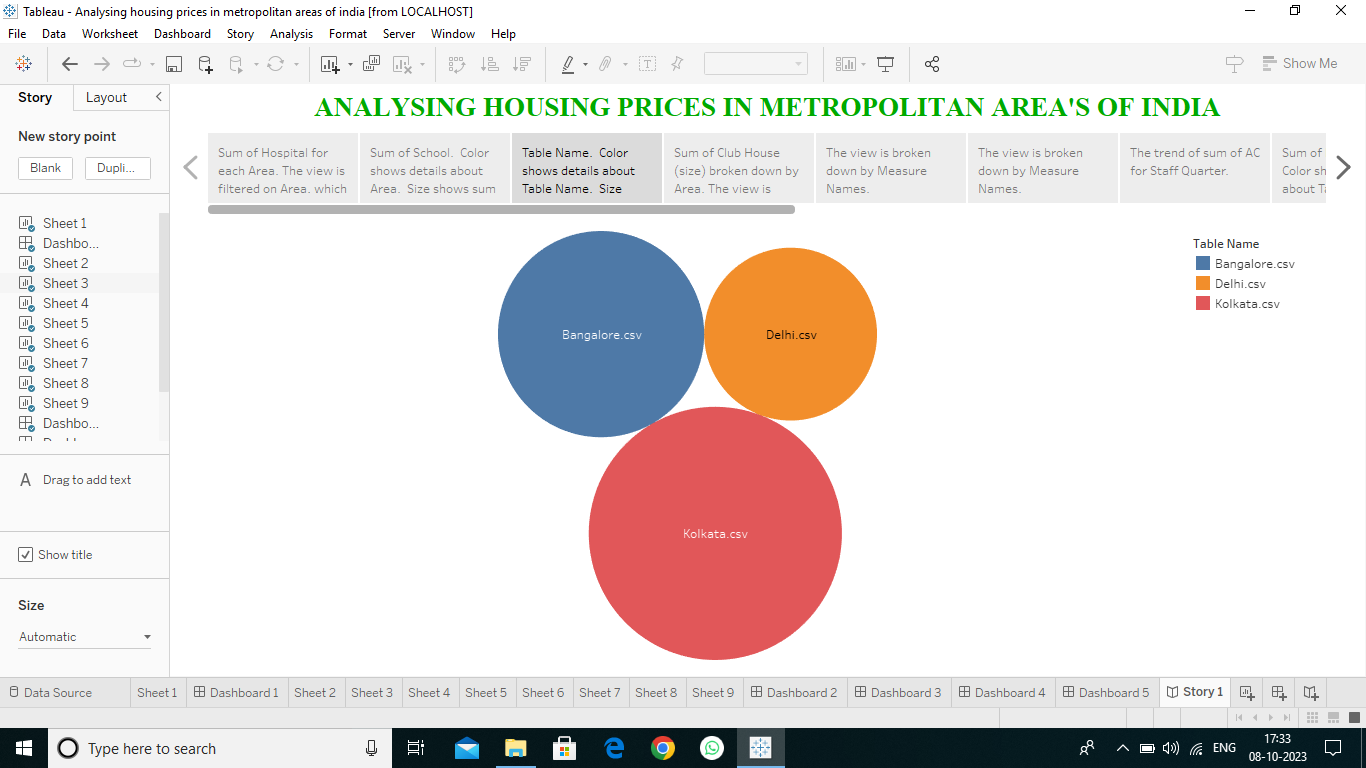 Tableau - Analysing housing prices in metropolitan areas of india [from LOCALHOST]
File Data Worksheet Dashboard Story Analysis Format Server Window Help
Show Me
Story Layout
New story point
Blank Dupli...
Sheet 1
Dashbo...
Sheet 2
Sheet 3
Sheet 4
Sheet 5
Sheet 6
Sheet 7
Sheet 8
Sheet 9
Dashbo...
A Drag to add text
Show title
Size
Automatic
ANALYSING HOUSING PRICES IN METROPOLITAN AREA'S OF INDIA
Sum of Hospital for
each Area. The view is
filtered on Area, which
Sum of School. Color
shows details about
Area. Size shows sum
Table Name. Color
shows details about
Table Name. Size
Sum of Club House
(size) broken down by
Area. The view is
The view is broken
down by Measure
Names.
The view is broken
down by Measure
Names.
The trend of sum of AC
for Staff Quarter.
Sum of
Color sh
about Ta
Bangalore.csv
Delhi.csv
Kolkata.csv
Table Name
Bangalore.csv
Delhi.csv
Kolkata.csv
Data Source Sheet 1 Dashboard 1 Sheet 2 Sheet 3 Sheet 4 Sheet 5 Sheet 6 Sheet 7 Sheet 8 Sheet 9 Dashboard 2 Dashboard 3 Dashboard 4 Dashboard 5 Story 1
Type here to search
ENG
17:33
08-10-2023